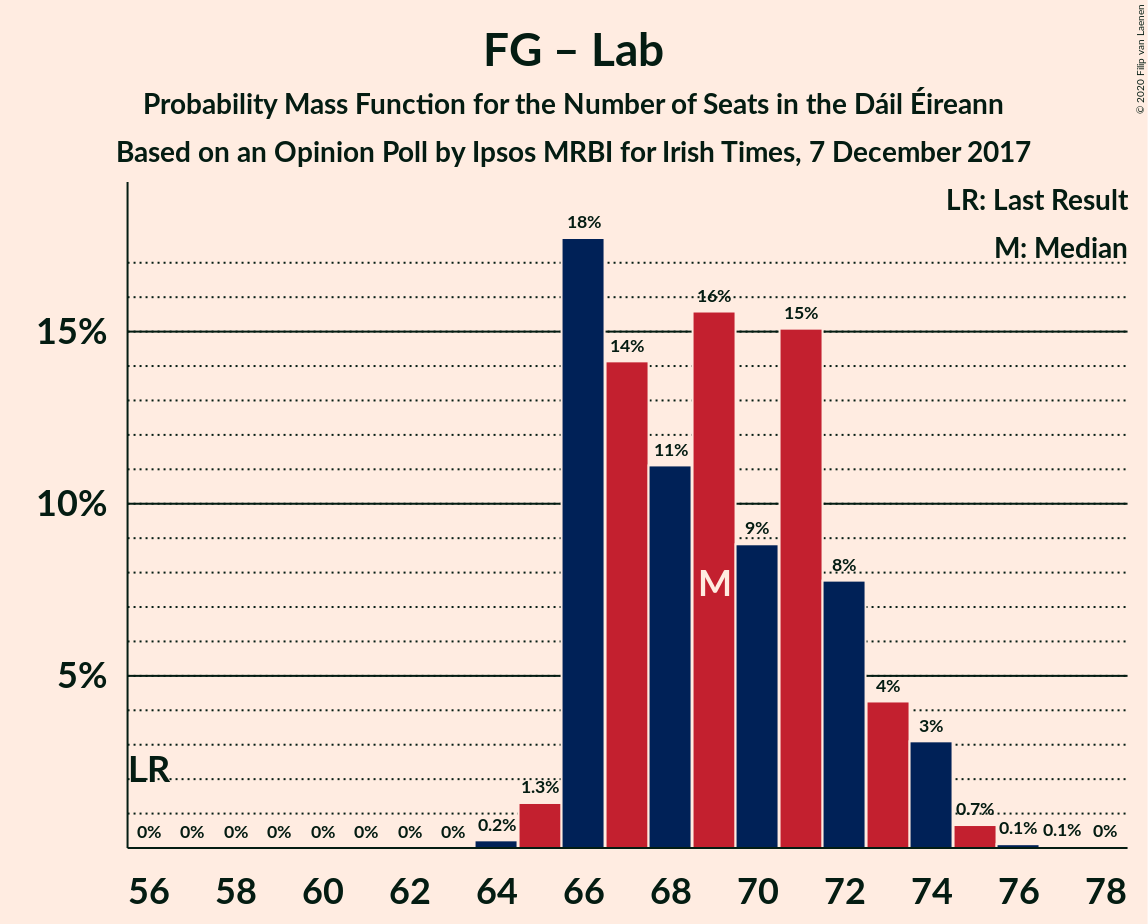 FG – Lab
Probability Mass Function for the Number of Seats in the Dáil Éireann
Based on an Opinion Poll by Ipsos MRBI for Irish Times, 7 December 2017
© 2020 Filip van Laenen
LR: Last Result
M: Median
18%
16%
15%
15%
14%
11%
10%
9%
8%
M
5%
4%
3%
LR
1.3%
0.7%
0% 0% 0% 0% 0% 0% 0% 0% 0.2% 0.1% 0.1% 0%
56 58 60 62 64 66 68 70 72 74 76 78